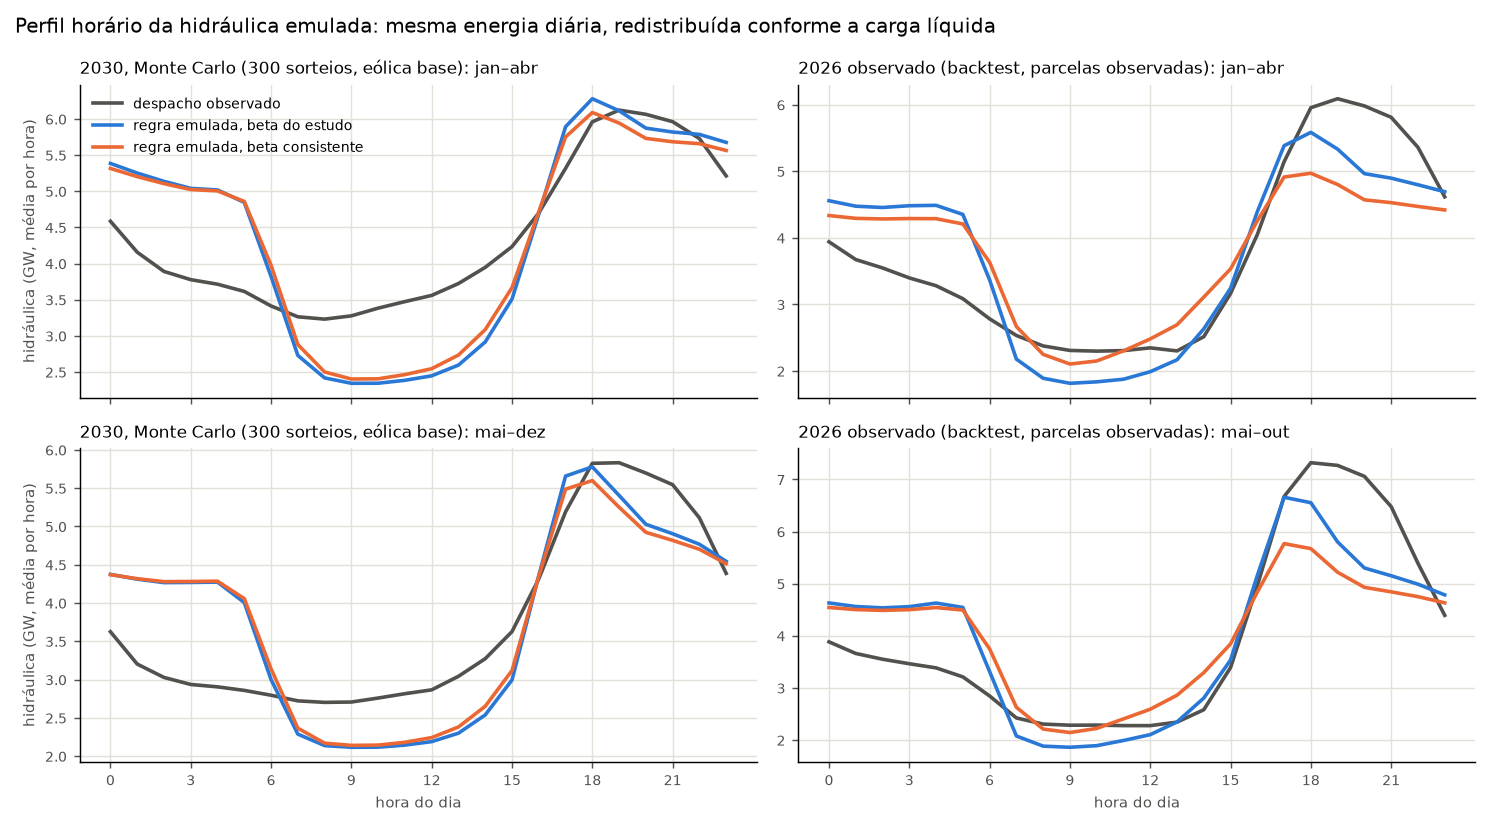 Perfil horário da hidráulica emulada: mesma energia diária, redistribuída conforme a carga líquida
2030, Monte Carlo (300 sorteios, eólica base): jan–abr
despacho observado
regra emulada, beta do estudo
regra emulada, beta consistente
hidráulica (GW, média por hora)
6.0
5.5
5.0
4.5
4.0
3.5
3.0
2.5
2026 observado (backtest, parcelas observadas): jan–abr
6
5
4
3
2
2030, Monte Carlo (300 sorteios, eólica base): mai–dez
hidráulica (GW, média por hora)
6.0
5.5
5.0
4.5
4.0
3.5
3.0
2.5
2.0
0 3 6 9 12 15 18 21
hora do dia
2026 observado (backtest, parcelas observadas): mai–out
7
6
5
4
3
2
0 3 6 9 12 15 18 21
hora do dia